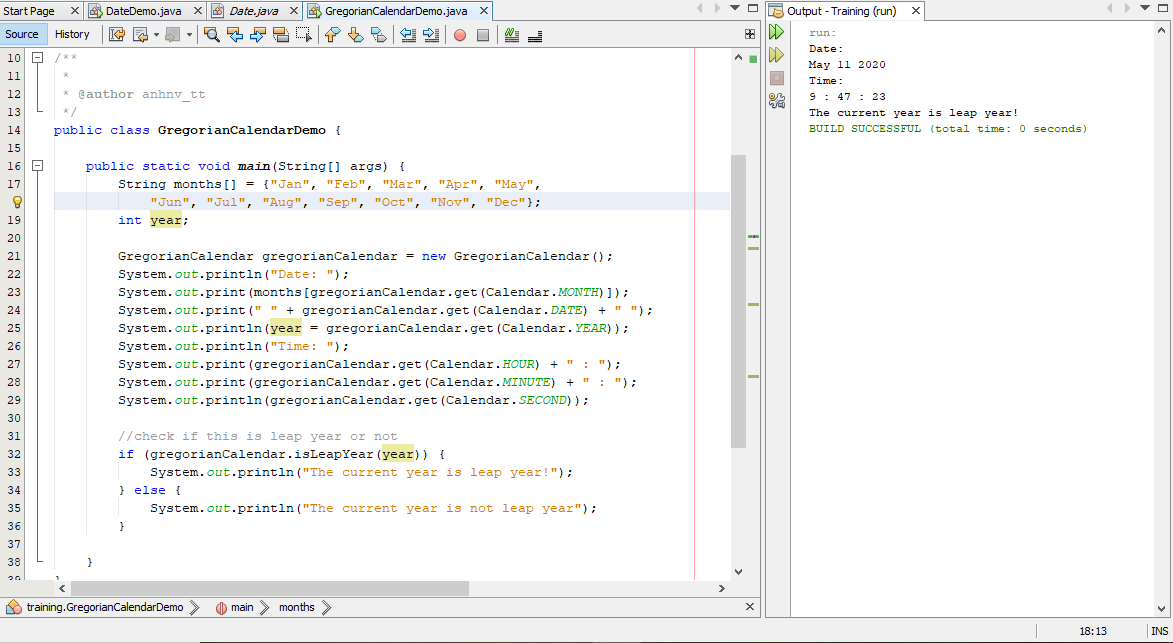 Start Page DateDemo.java Date.java GregorianCalendarDemo.java
Source History
10 /**
11 *
12 * @author anhnv_tt
13 */
14 public class GregorianCalendarDemo {
15
16 public static void main(String[] args) {
17 String months[] = {"Jan", "Feb", "Mar", "Apr", "May",
"Jun", "Jul", "Aug", "Sep", "Oct", "Nov", "Dec"};
19 int year;
20
21 GregorianCalendar gregorianCalendar = new GregorianCalendar();
22 System.out.println("Date: ");
23 System.out.print(months[gregorianCalendar.get(Calendar.MONTH)]);
24 System.out.print(" " + gregorianCalendar.get(Calendar.DATE) + " ");
25 System.out.println(year = gregorianCalendar.get(Calendar.YEAR));
26 System.out.println("Time: ");
27 System.out.print(gregorianCalendar.get(Calendar.HOUR) + " : ");
28 System.out.print(gregorianCalendar.get(Calendar.MINUTE) + " : ");
29 System.out.println(gregorianCalendar.get(Calendar.SECOND));
30
31 //check if this is leap year or not
32 if (gregorianCalendar.isLeapYear(year)) {
33 System.out.println("The current year is leap year!");
34 } else {
35 System.out.println("The current year is not leap year");
36 }
37
38 }
39 }
training.GregorianCalendarDemo main months
Output - Training (run)
run:
Date:
May 11 2020
Time:
9 : 47 : 23
The current year is leap year!
BUILD SUCCESSFUL (total time: 0 seconds)
18:13 INS